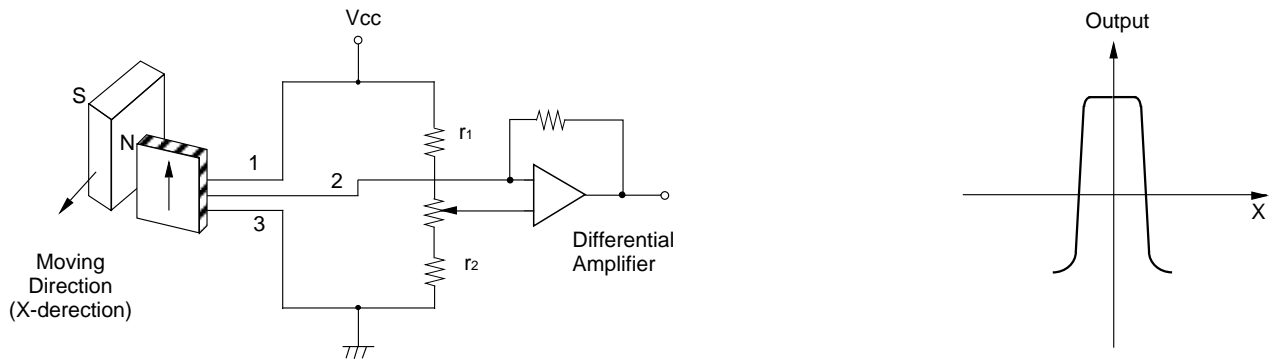 Vcc
S
N
1
2
3
r1
r2
Differential
Amplifier
Moving
Direction
(X-derection)
Output
X